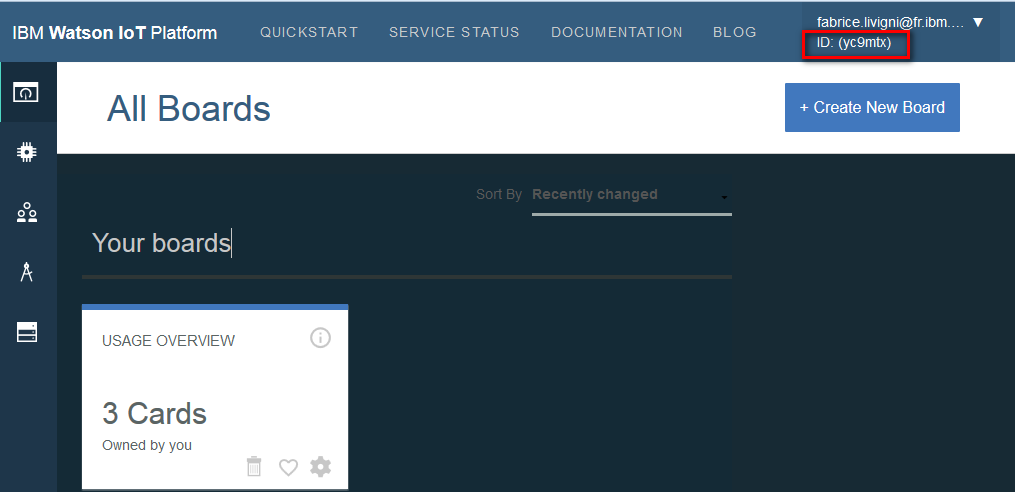 IBM Watson IoT Platform QUICKSTART SERVICE STATUS DOCUMENTATION BLOG fabrice.livigni@fr.ibm....
ID: (yc9mtx)
All Boards
+ Create New Board
Sort By Recently changed
Your boards
USAGE OVERVIEW
3 Cards
Owned by you